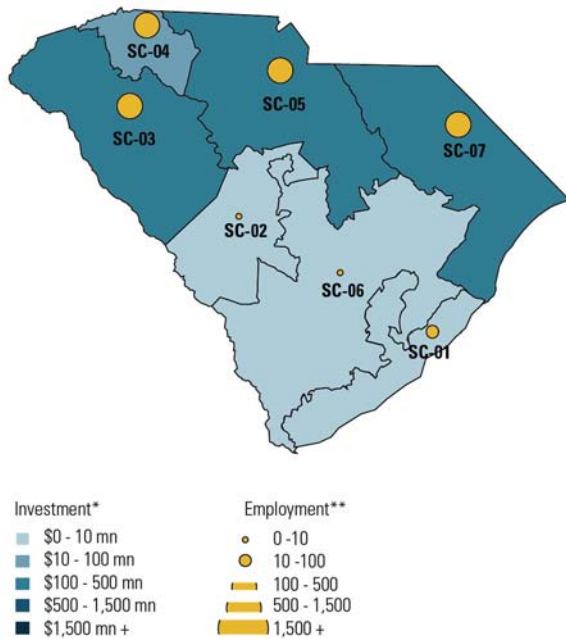 SC-04
SC-05
SC-03
SC-07
SC-02
SC-06
SC-01
Investment*
$0 - 10 mn
$10 - 100 mn
$100 - 500 mn
$500 - 1,500 mn
$1,500 mn +
Employment**
0 -10
10 -100
100 - 500
500 - 1,500
1,500 +